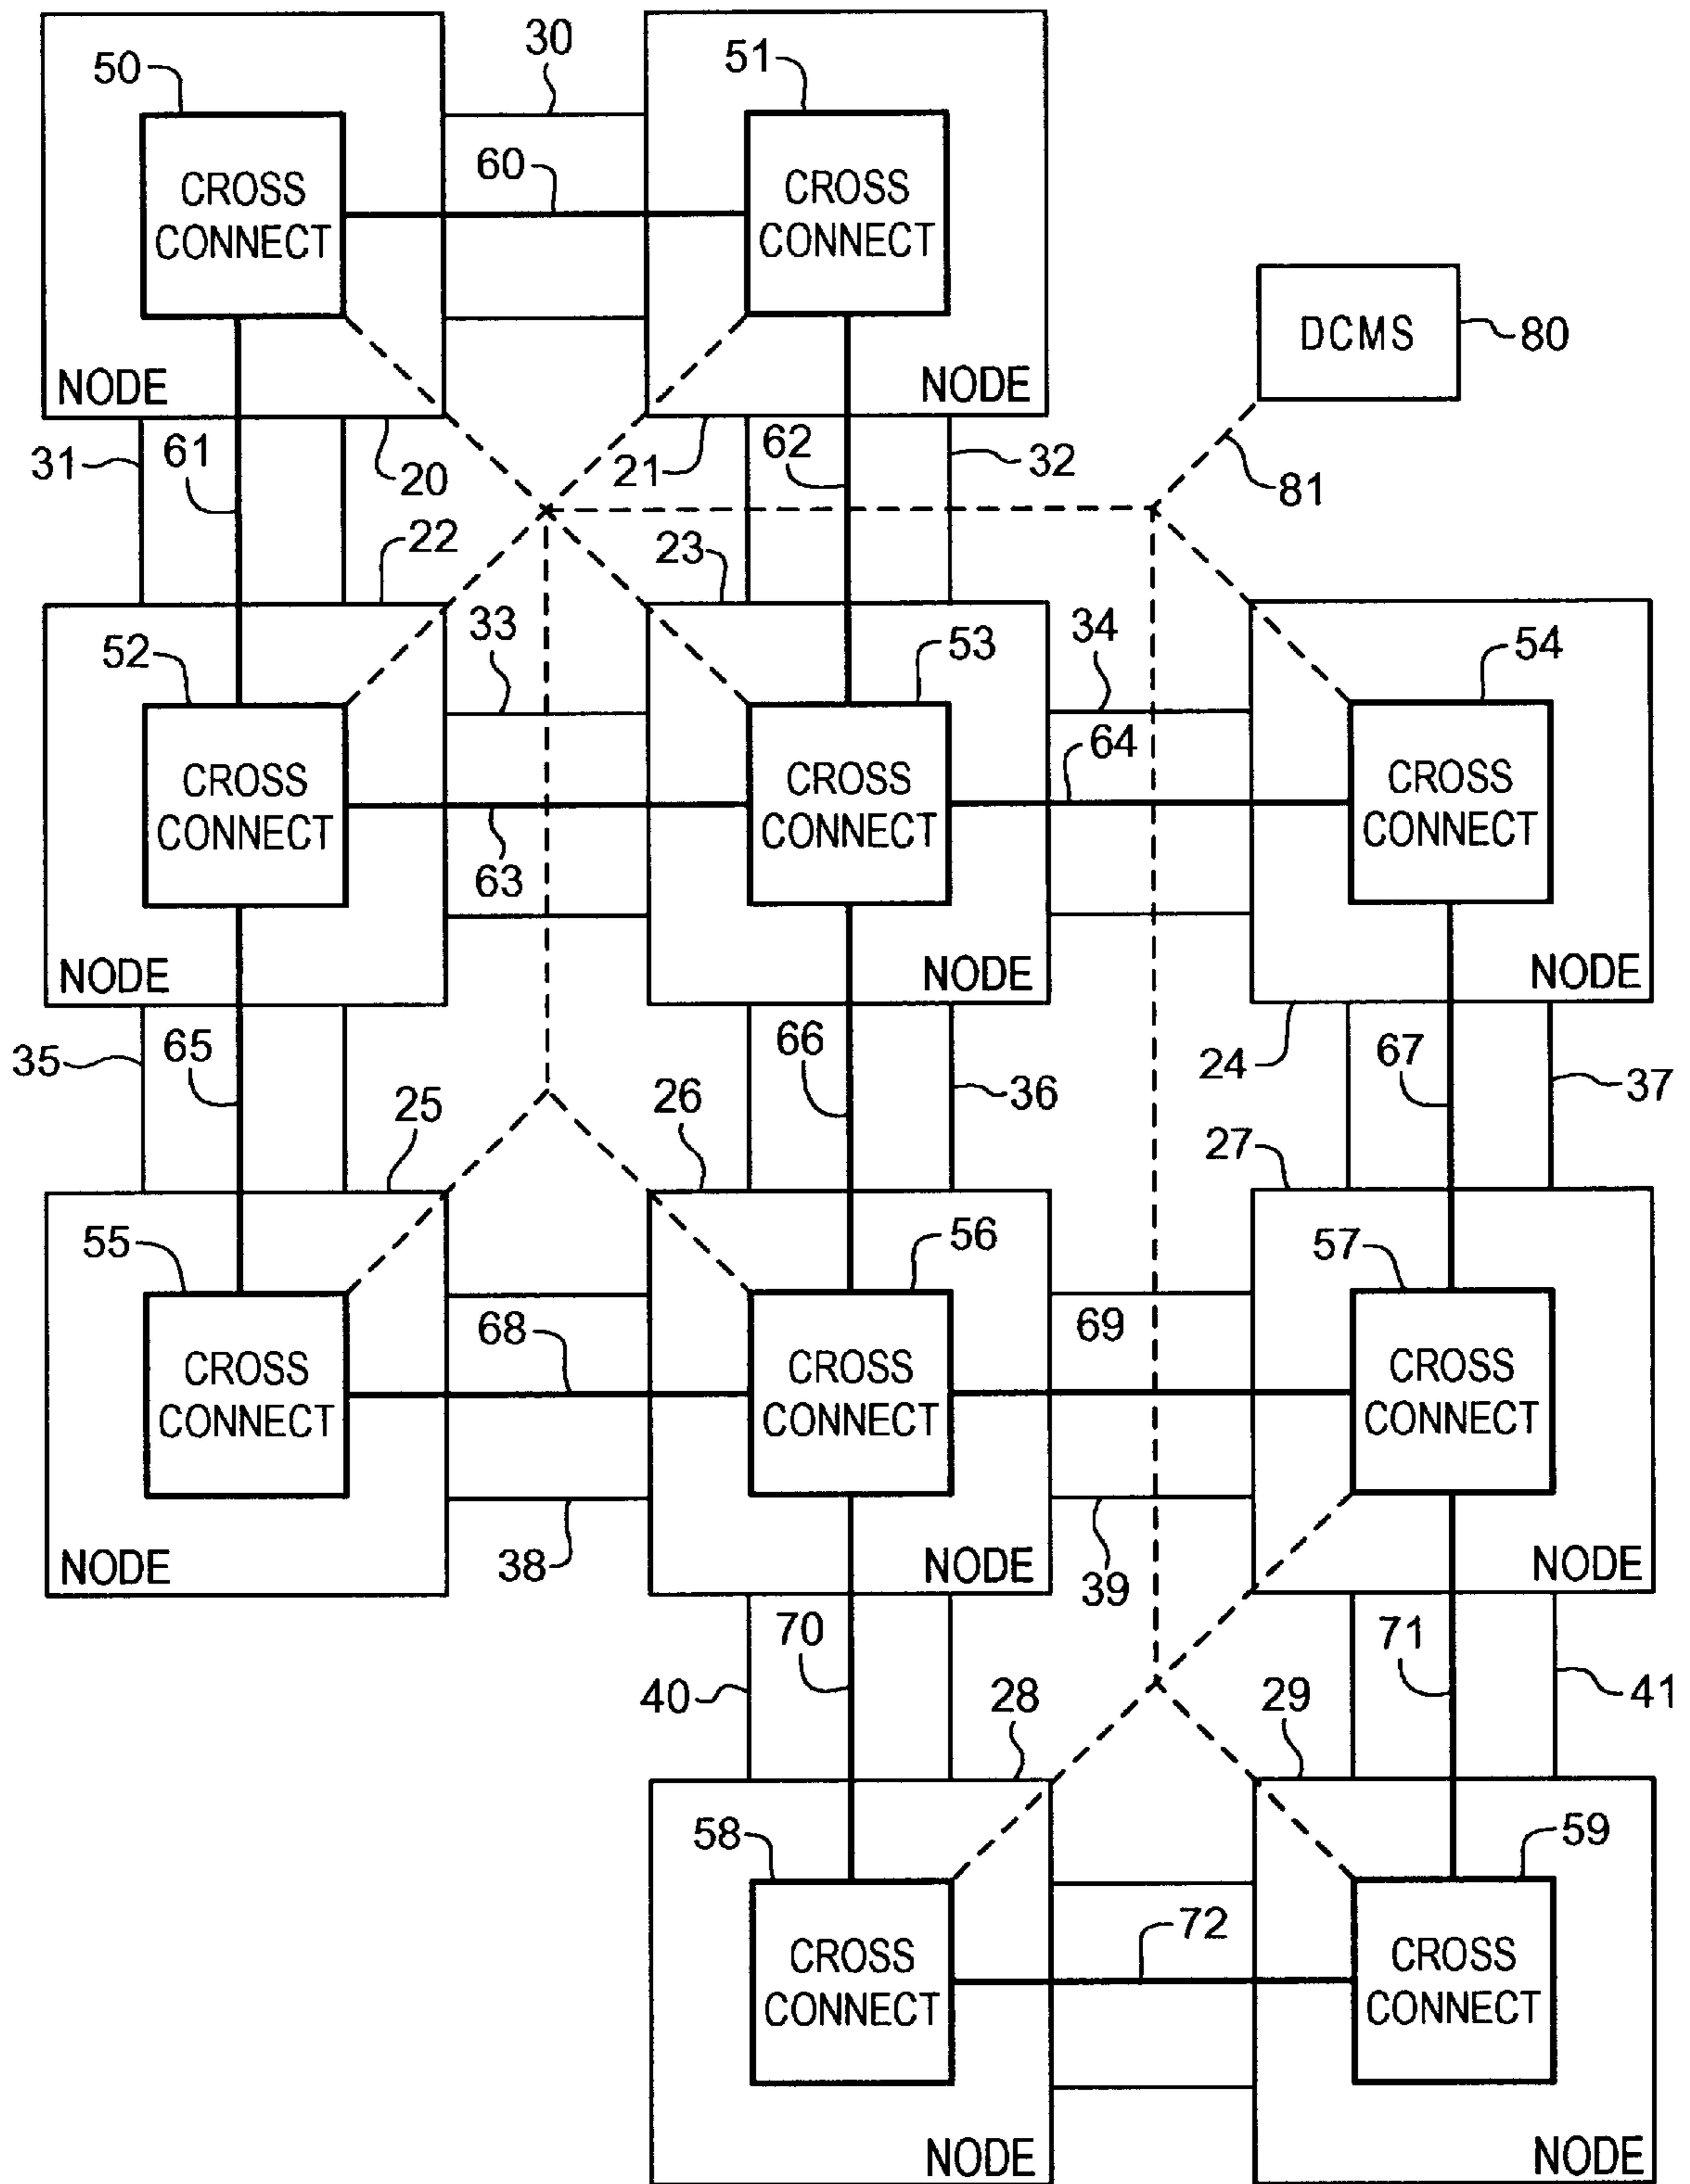 30
50
51
60
CROSS
CONNECT
CROSS
CONNECT
DCMS
80
NODE
NODE
31
61
20
21
62
32
81
22
23
33
34
52
53
54
64
CROSS
CONNECT
CROSS
CONNECT
CROSS
CONNECT
63
NODE
NODE
NODE
35
65
66
36
24
67
37
25
26
27
55
56
57
68
69
CROSS
CONNECT
CROSS
CONNECT
CROSS
CONNECT
NODE
38
NODE
39
NODE
70
71
40
28
29
41
58
59
72
CROSS
CONNECT
CROSS
CONNECT
NODE
NODE